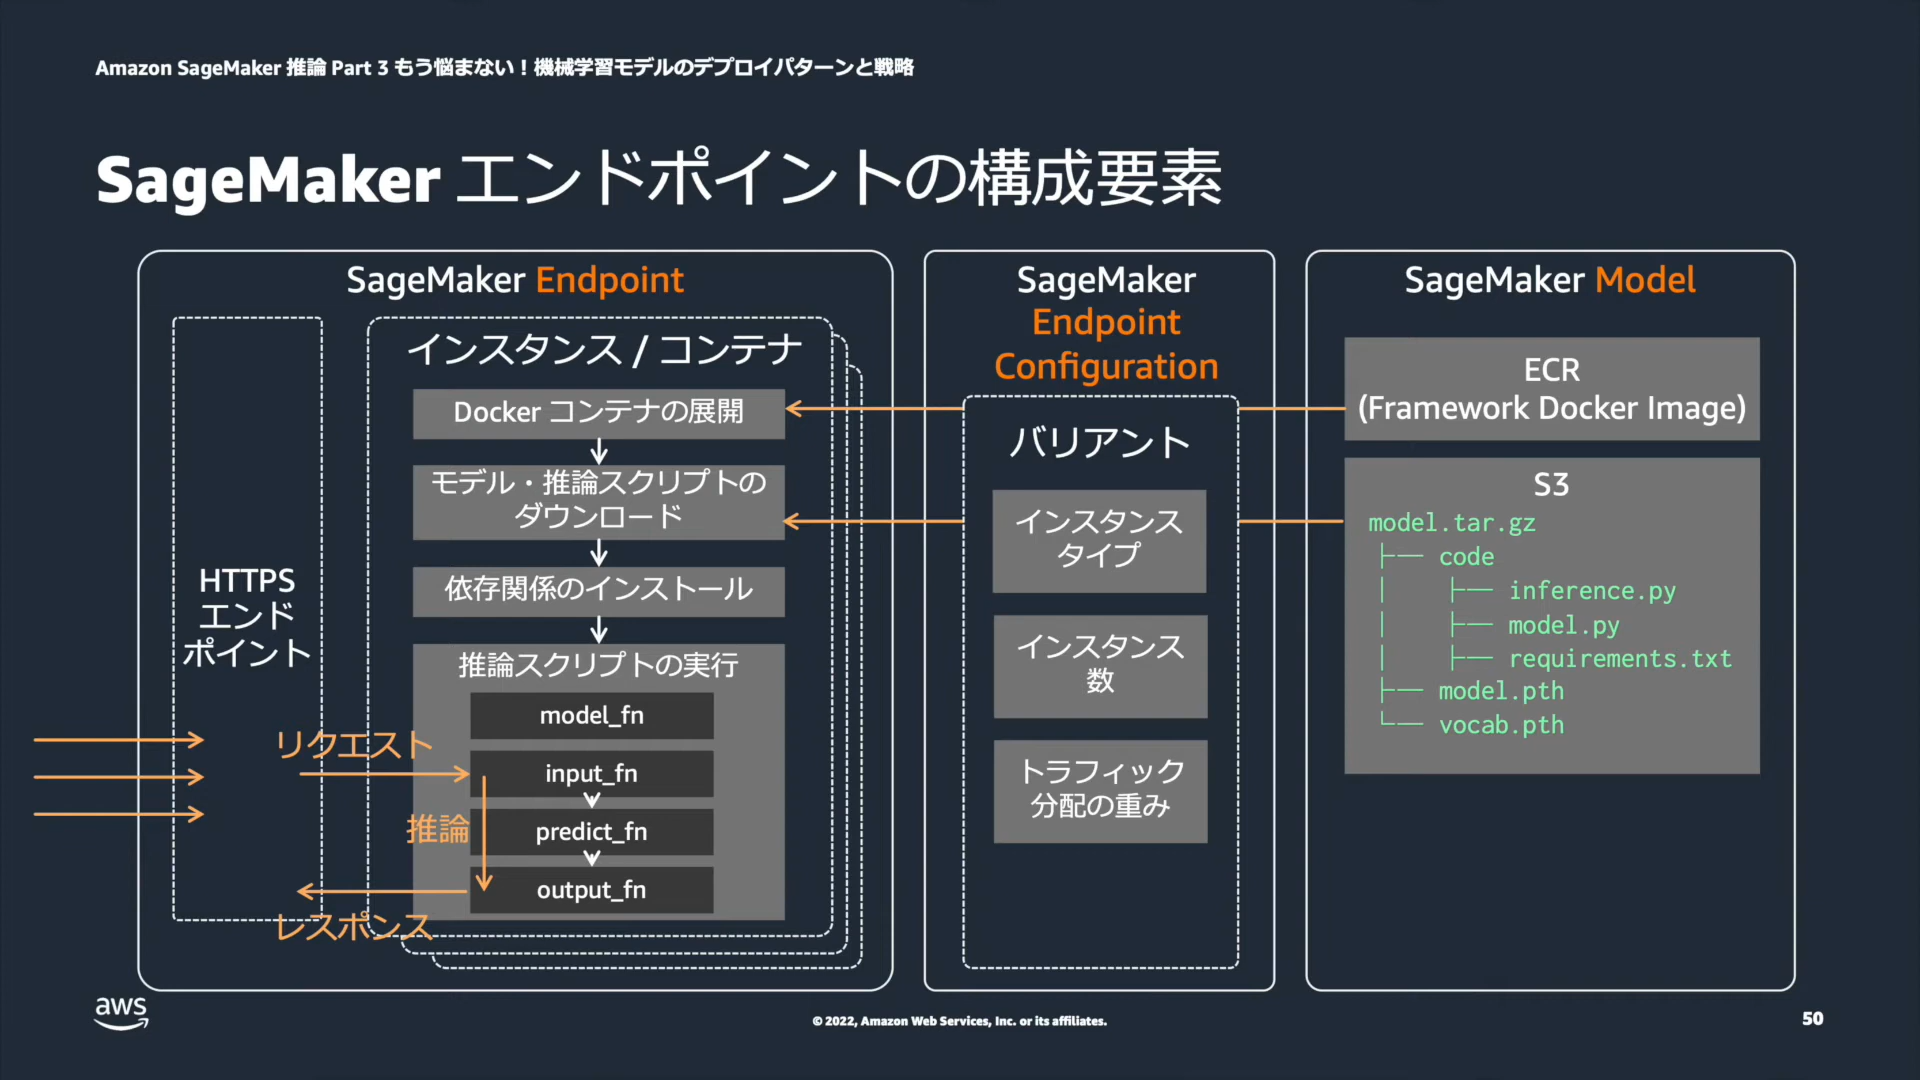 Amazon SageMaker 推論 Part 3 もう悩まない！機械学習モデルのデプロイパターンと戦略
SageMaker エンドポイントの構成要素
SageMaker Endpoint
HTTPS
エンド
ポイント
リクエスト
推論
レスポンス
インスタンス / コンテナ
Docker コンテナの展開
モデル・推論スクリプトの
ダウンロード
依存関係のインストール
推論スクリプトの実行
model_fn
input_fn
predict_fn
output_fn
SageMaker
Endpoint
Configuration
バリアント
インスタンス
タイプ
インスタンス
数
トラフィック
分配の重み
SageMaker Model
ECR
(Framework Docker Image)
S3
model.tar.gz
├── code
│   ├── inference.py
│   ├── model.py
│   ├── requirements.txt
├── model.pth
└── vocab.pth
aws
© 2022, Amazon Web Services, Inc. or its affiliates.
50